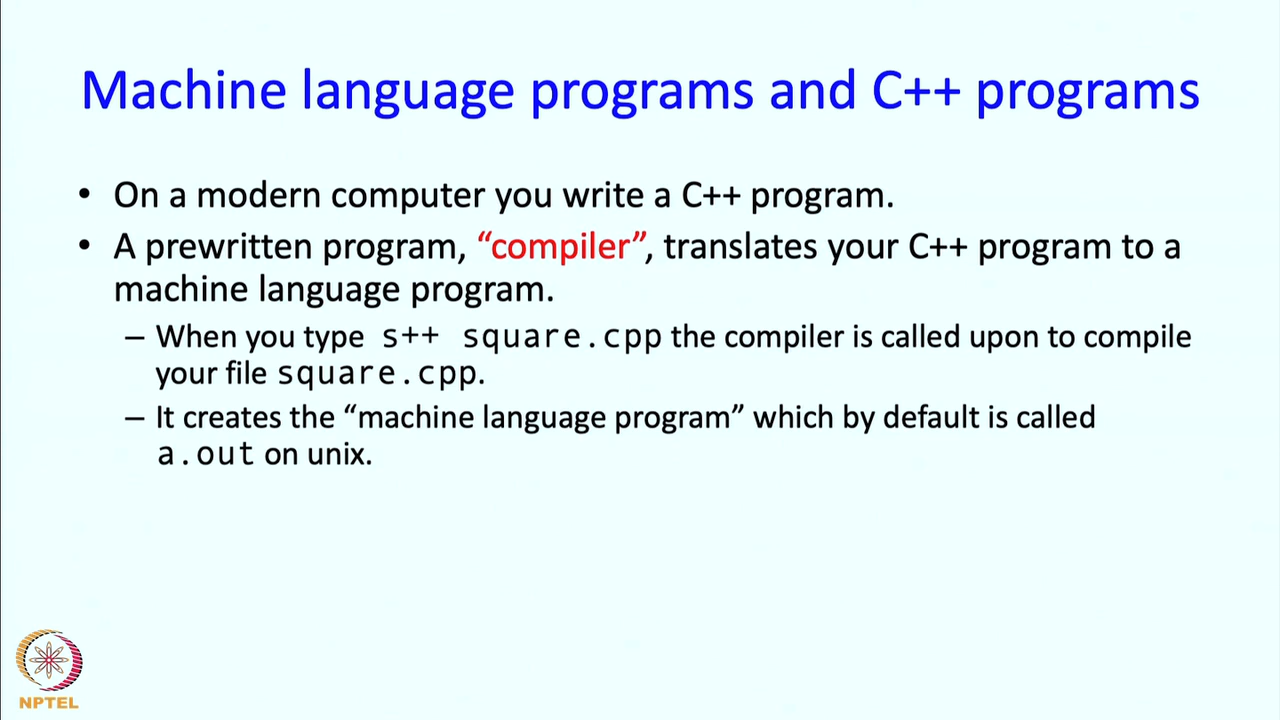 Machine language programs and C++ programs
• On a modern computer you write a C++ program.
• A prewritten program, “compiler”, translates your C++ program to a
machine language program.
– When you type s++ square.cpp the compiler is called upon to compile
your file square.cpp.
– It creates the “machine language program” which by default is called
a.out on unix.
NPTEL